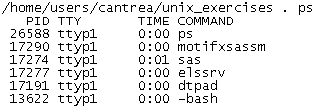 /home/users/cantrea/unix_exercises . ps
PID TTY TIME COMMAND
26588 ttyp1 0:00 ps
17290 ttyp1 0:00 motifxsassm
17274 ttyp1 0:01 sas
17277 ttyp1 0:00 elssrv
17191 ttyp1 0:00 dtpad
13622 ttyp1 0:00 -bash